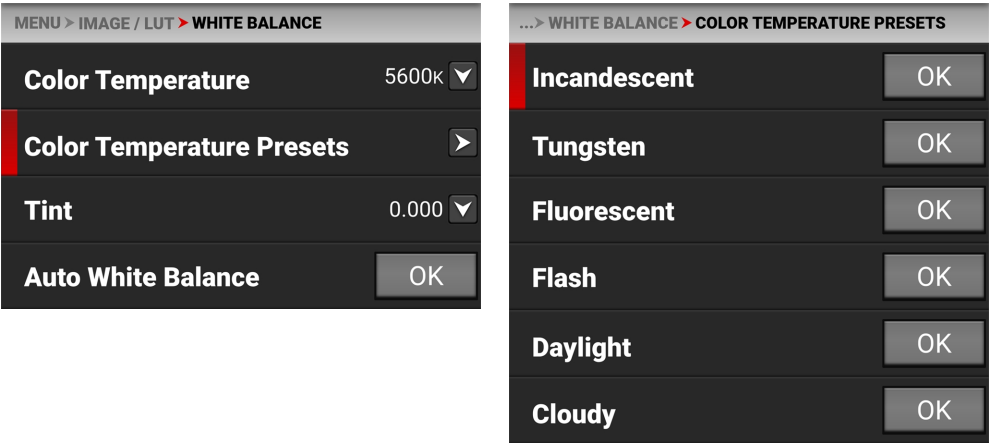 MENU > IMAGE / LUT > WHITE BALANCE
Color Temperature 5600K
Color Temperature Presets
Tint 0.000
Auto White Balance OK
...> WHITE BALANCE > COLOR TEMPERATURE PRESETS
Incandescent OK
Tungsten OK
Fluorescent OK
Flash OK
Daylight OK
Cloudy OK